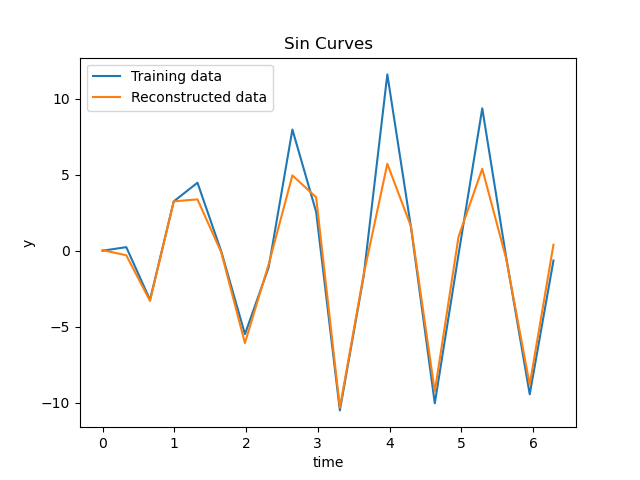 Sin Curves
Training data
Reconstructed data
10
5
0
−5
−10
y
0 1 2 3 4 5 6
time